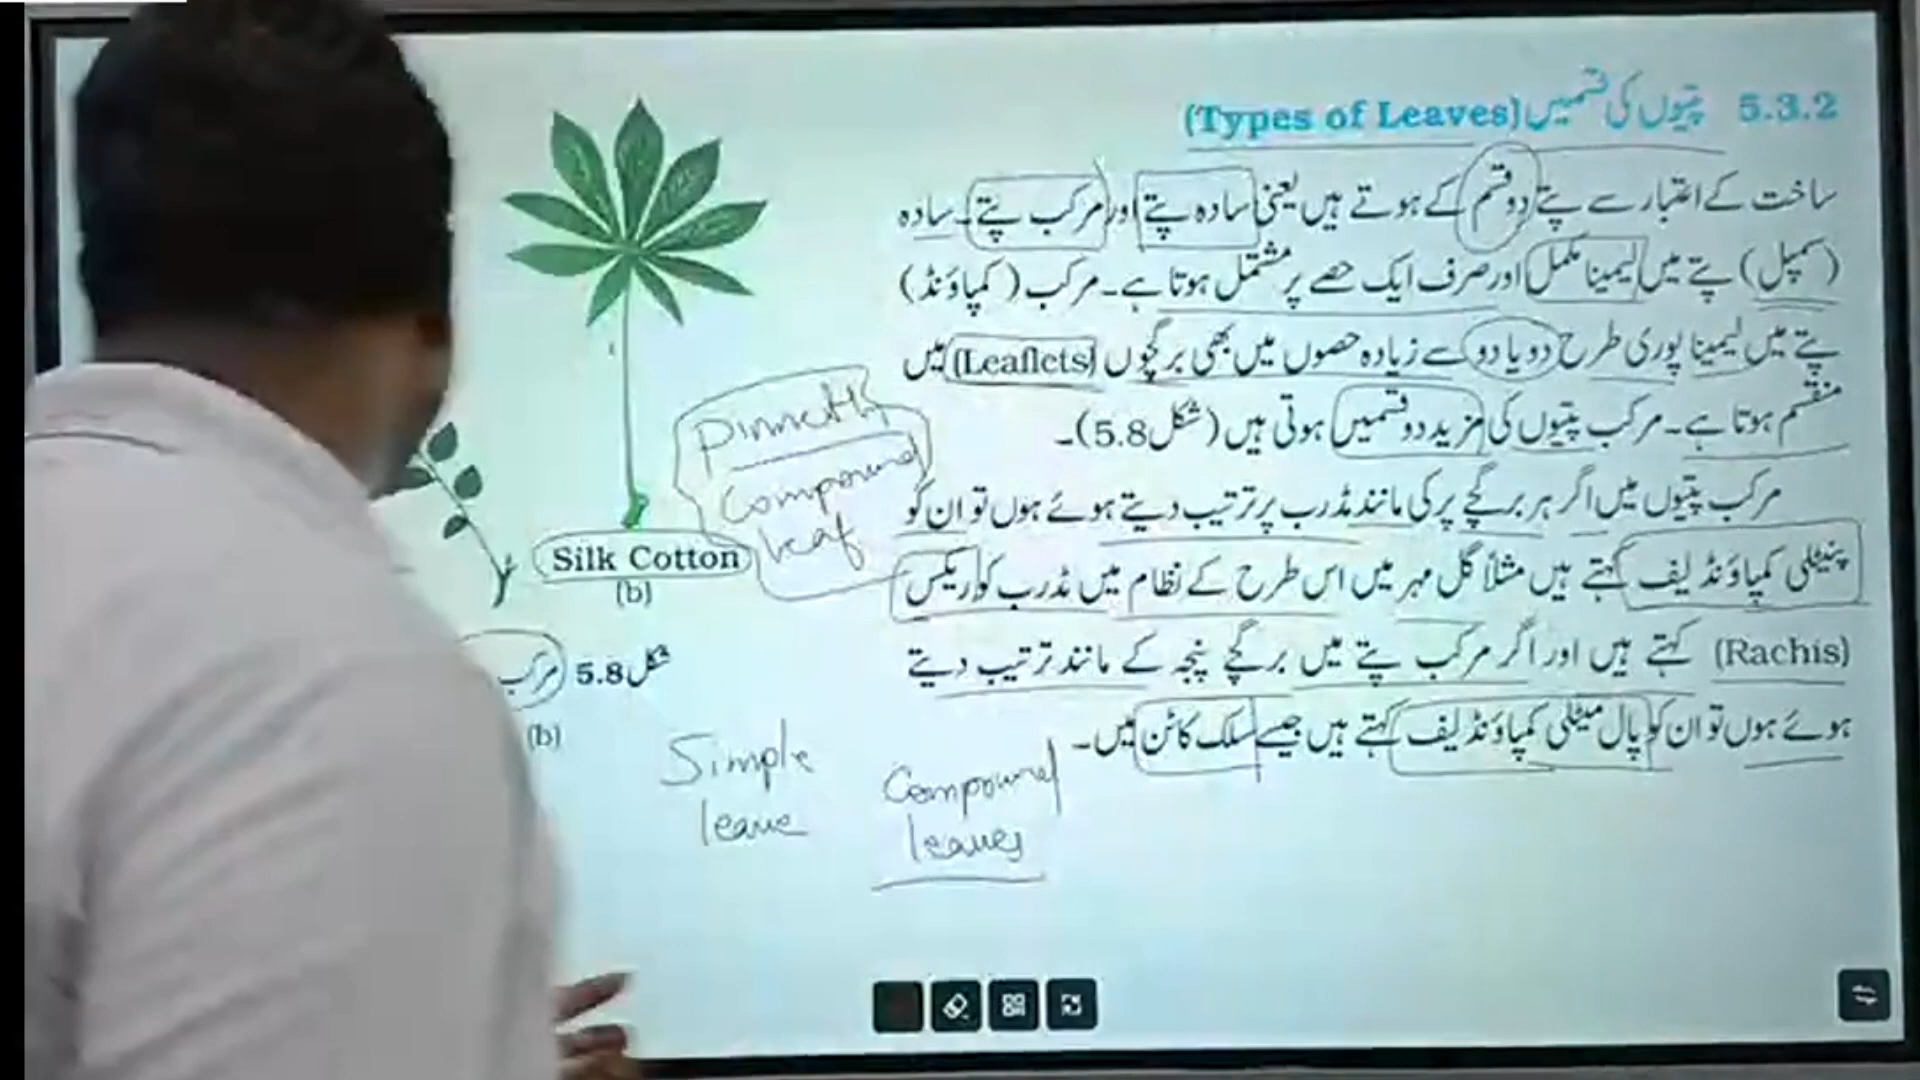 5.3.2 پتیوں کی قسمیں (Types of Leaves)
ساخت کے اعتبار سے پتے دو قسم کے ہوتے ہیں یعنی سادہ پتے اور مرکب پتے۔ سادہ
(سمپل) پتے میں لیمینا مکمل اور صرف ایک حصے پر مشتمل ہوتا ہے۔ مرکب (کمپاؤنڈ)
پتے میں لیمینا پوری طرح دو یا دو سے زیادہ حصوں میں بھی برگچوں (Leaflets) میں
منقسم ہوتا ہے۔ مرکب پتیوں کی مزید دو قسمیں ہوتی ہیں (شکل 5.8)۔
مرکب پتیوں میں اگر ہر برگچے پر کی مانند مڈرب پر ترتیب دیتے ہوئے ہوں تو ان کو
پنیٹلی کمپاؤنڈ لیف کہتے ہیں مثلاً گل مہر میں اس طرح کے نظام میں مڈرب کو ریکس
(Rachis) کہتے ہیں اور اگر مرکب پتے میں برگچے پنجہ کے مانند ترتیب دیتے
ہوئے ہوں تو ان کو پال میٹلی کمپاؤنڈ لیف کہتے ہیں جیسے سلک کاٹن میں۔
Compound
leaf
Silk Cotton
(b)
شکل 5.8 مرکب
(b)
Simple
leave
Compound
leaves